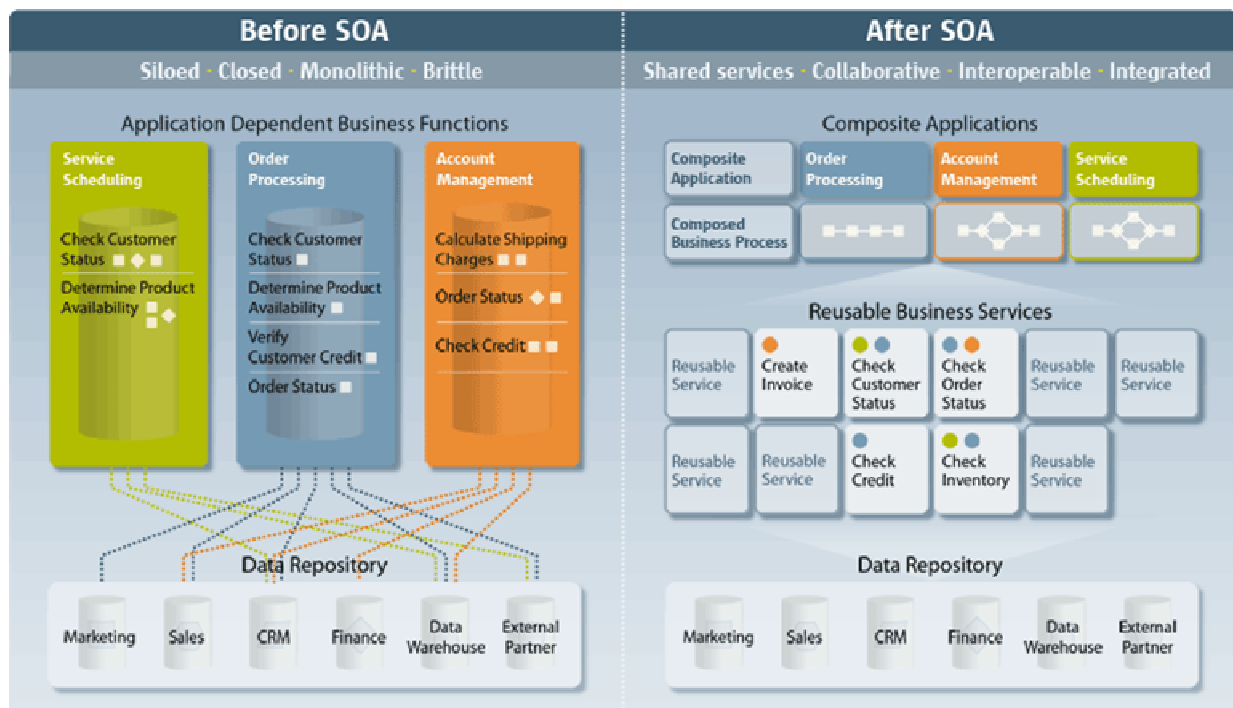 Before SOA
Siloed - Closed - Monolithic - Brittle
Application Dependent Business Functions
Service
Scheduling
Check Customer
Status
Determine Product
Availability
Order
Processing
Check Customer
Status
Determine Product
Availability
Verify
Customer Credit
Order Status
Account
Management
Calculate Shipping
Charges
Order Status
Check Credit
Data Repository
Marketing
Sales
CRM
Finance
Data
Warehouse
External
Partner
After SOA
Shared services - Collaborative - Interoperable - Integrated
Composite Applications
Composite
Application
Order
Processing
Account
Management
Service
Scheduling
Composed
Business Process
Reusable Business Services
Reusable
Service
Create
Invoice
Check
Customer
Status
Check
Order
Status
Reusable
Service
Reusable
Service
Reusable
Service
Reusable
Service
Check
Credit
Check
Inventory
Reusable
Service
Data Repository
Marketing
Sales
CRM
Finance
Data
Warehouse
External
Partner